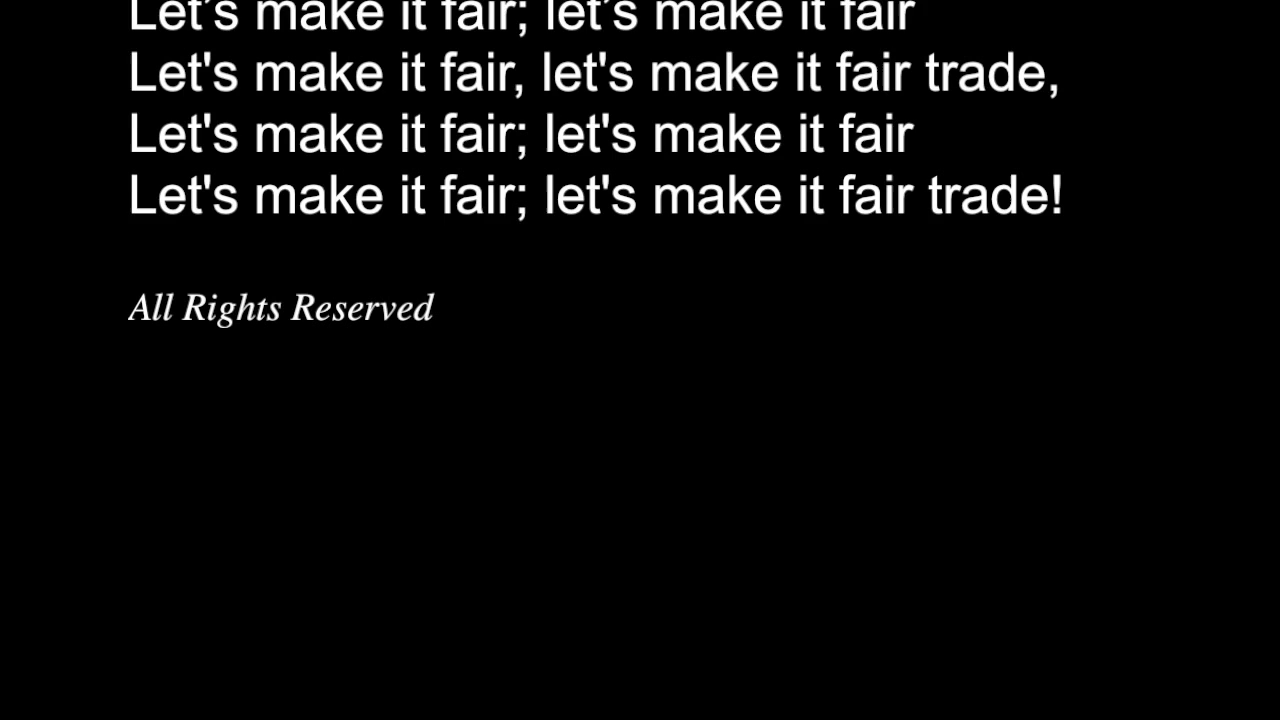 Let's make it fair; let's make it fair
Let's make it fair, let's make it fair trade,
Let's make it fair; let's make it fair
Let's make it fair; let's make it fair trade!
All Rights Reserved